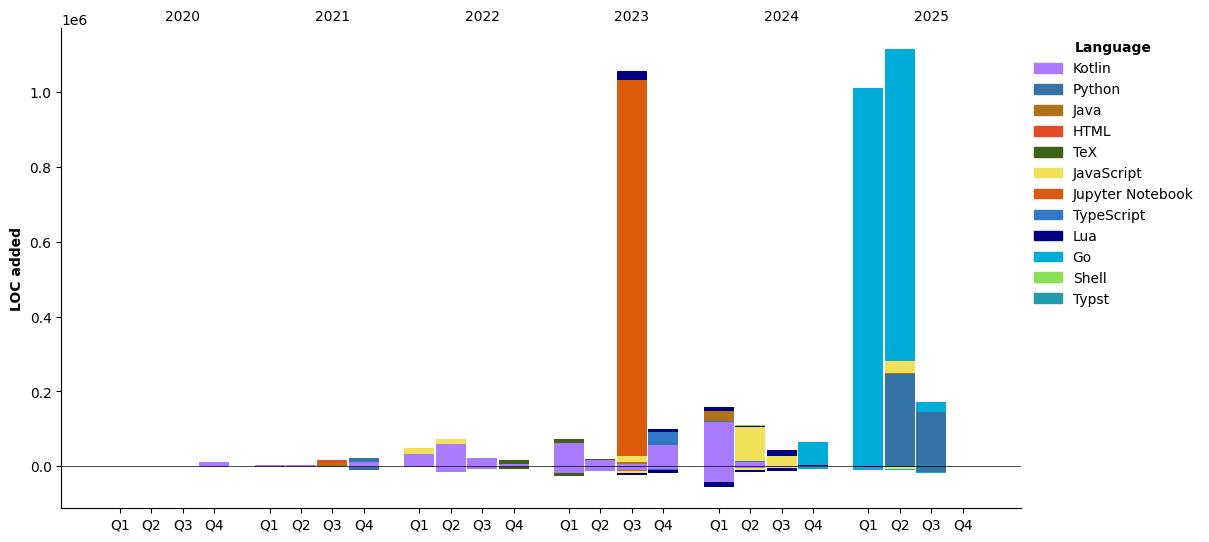 2020 2021 2022 2023 2024 2025
1e6
Language
Kotlin
Python
Java
HTML
TeX
JavaScript
Jupyter Notebook
TypeScript
Lua
Go
Shell
Typst
LOC added
1.0
0.8
0.6
0.4
0.2
0.0
Q1 Q2 Q3 Q4 Q1 Q2 Q3 Q4 Q1 Q2 Q3 Q4 Q1 Q2 Q3 Q4 Q1 Q2 Q3 Q4 Q1 Q2 Q3 Q4